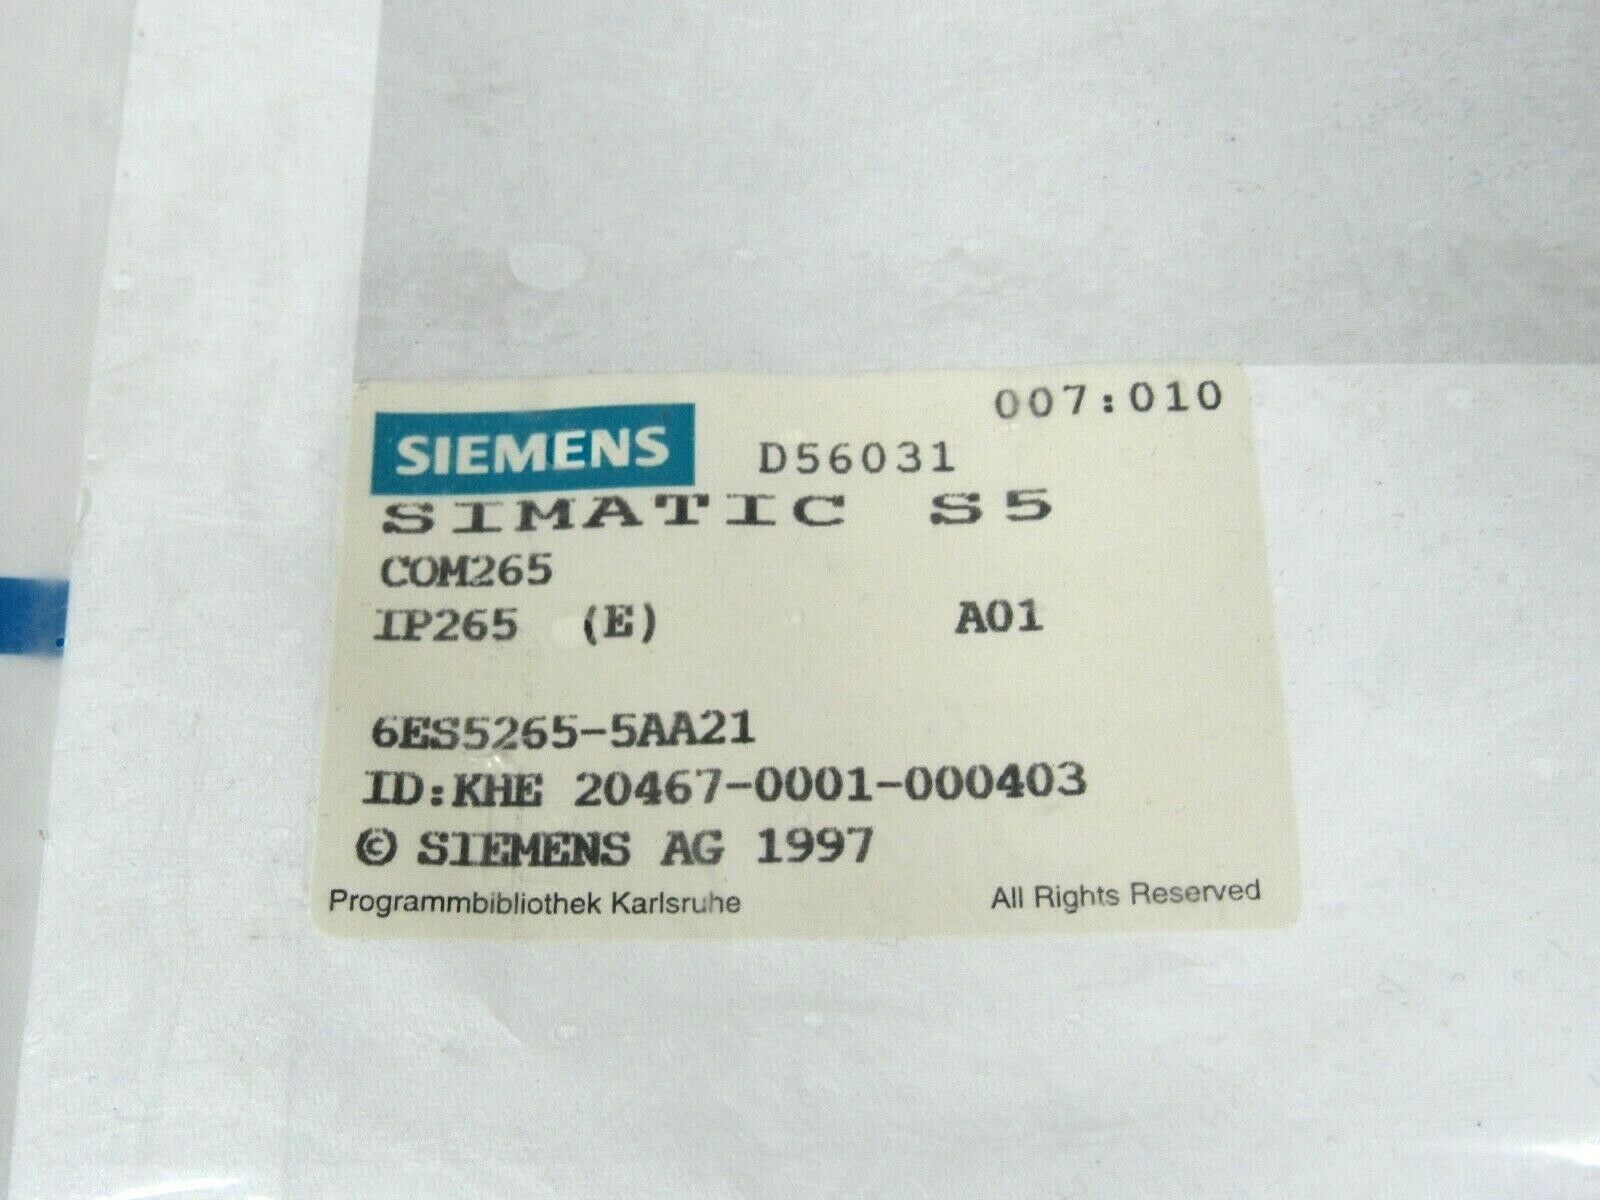 007:010
SIEMENS D56031
SIMATIC S5
COM265
IP265 (E) A01
6ES5265-5AA21
ID:KHE 20467-0001-000403
© SIEMENS AG 1997
Programmbibliothek Karlsruhe All Rights Reserved